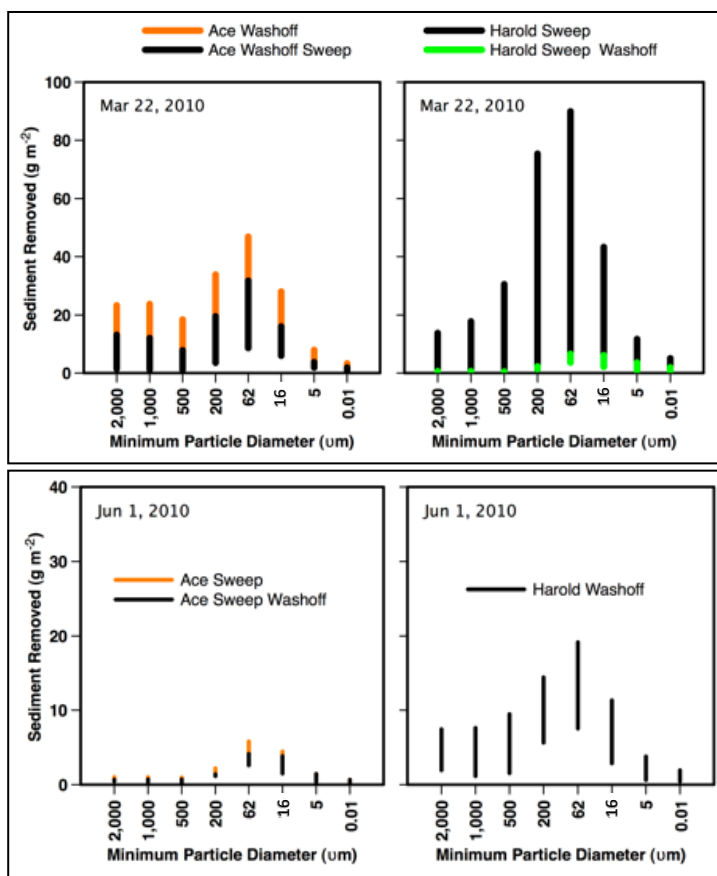 Ace Washoff
Ace Washoff Sweep
Harold Sweep
Harold Sweep Washoff
Sediment Removed (g m-2)
100
80
60
40
20
0
Mar 22, 2010
2,000
1,000
500
200
62
16
5
0.01
Minimum Particle Diameter (υm)
Mar 22, 2010
2,000
1,000
500
200
62
16
5
0.01
Minimum Particle Diameter (υm)
Sediment Removed (g m-2)
40
30
20
10
0
Jun 1, 2010
Ace Sweep
Ace Sweep Washoff
2,000
1,000
500
200
62
16
5
0.01
Minimum Particle Diameter (υm)
Jun 1, 2010
Harold Washoff
2,000
1,000
500
200
62
16
5
0.01
Minimum Particle Diameter (υm)